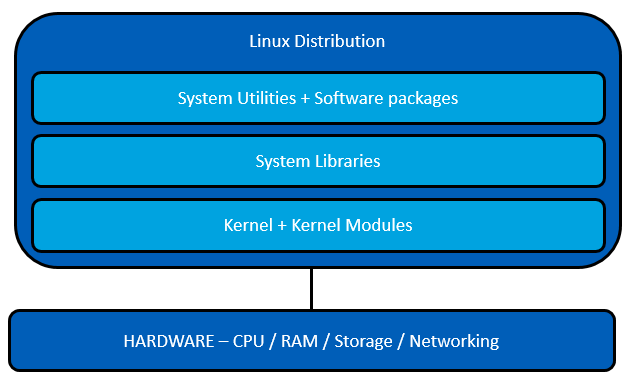 Linux Distribution
System Utilities + Software packages
System Libraries
Kernel + Kernel Modules
HARDWARE – CPU / RAM / Storage / Networking